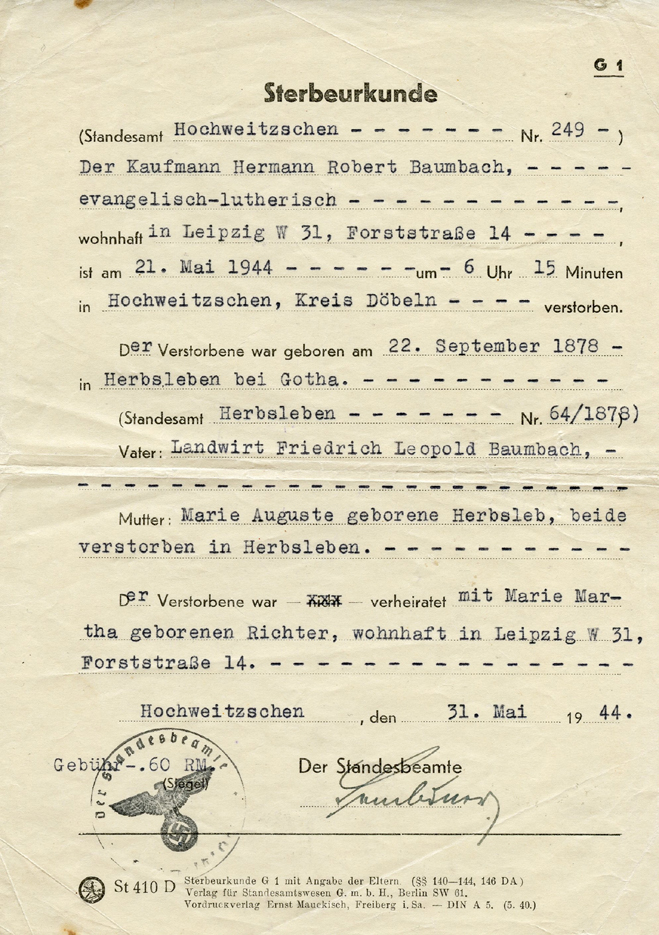 G 1
Sterbeurkunde
(Standesamt Hochweitzschen - - - - - - - Nr. 249 - )
Der Kaufmann Hermann Robert Baumbach, - - - - -
evangelisch-lutherisch - - - - - - - - - - - -,
wohnhaft in Leipzig W 31, Forststraße 14 - - - - ,
ist am 21. Mai 1944 - - - - - - -um- 6 Uhr 15 Minuten
in Hochweitzschen, Kreis Döbeln - - - - verstorben.
Der Verstorbene war geboren am 22. September 1878 -
in Herbsleben bei Gotha. - - - - - - - - - - -
(Standesamt Herbsleben - - - - - - - Nr. 64/1878)
Vater: Landwirt Friedrich Leopold Baumbach, -
- - - - - - - - - - - - - - - - - - - - - - - -
Mutter: Marie Auguste geborene Herbsleb, beide
verstorben in Herbsleben. - - - - - - - - - - -
Der Verstorbene war — — verheiratet mit Marie Mar-
tha geborenen Richter, wohnhaft in Leipzig W 31,
Forststraße 14. - - - - - - - - - - - - - - - -
Hochweitzschen , den 31. Mai 19 44.
Gebühr -.60 RM.
Der Standesbeamte
(Siegel)
Der Standesbeamte
St 410 D
Sterbeurkunde G 1 mit Angabe der Eltern. (§§ 140—144, 146 DA)
Verlag für Standesamtswesen G. m. b. H., Berlin SW 61.
Vordruckverlag Ernst Mauckisch, Freiberg i. Sa. — DIN A 5. (5. 40.)